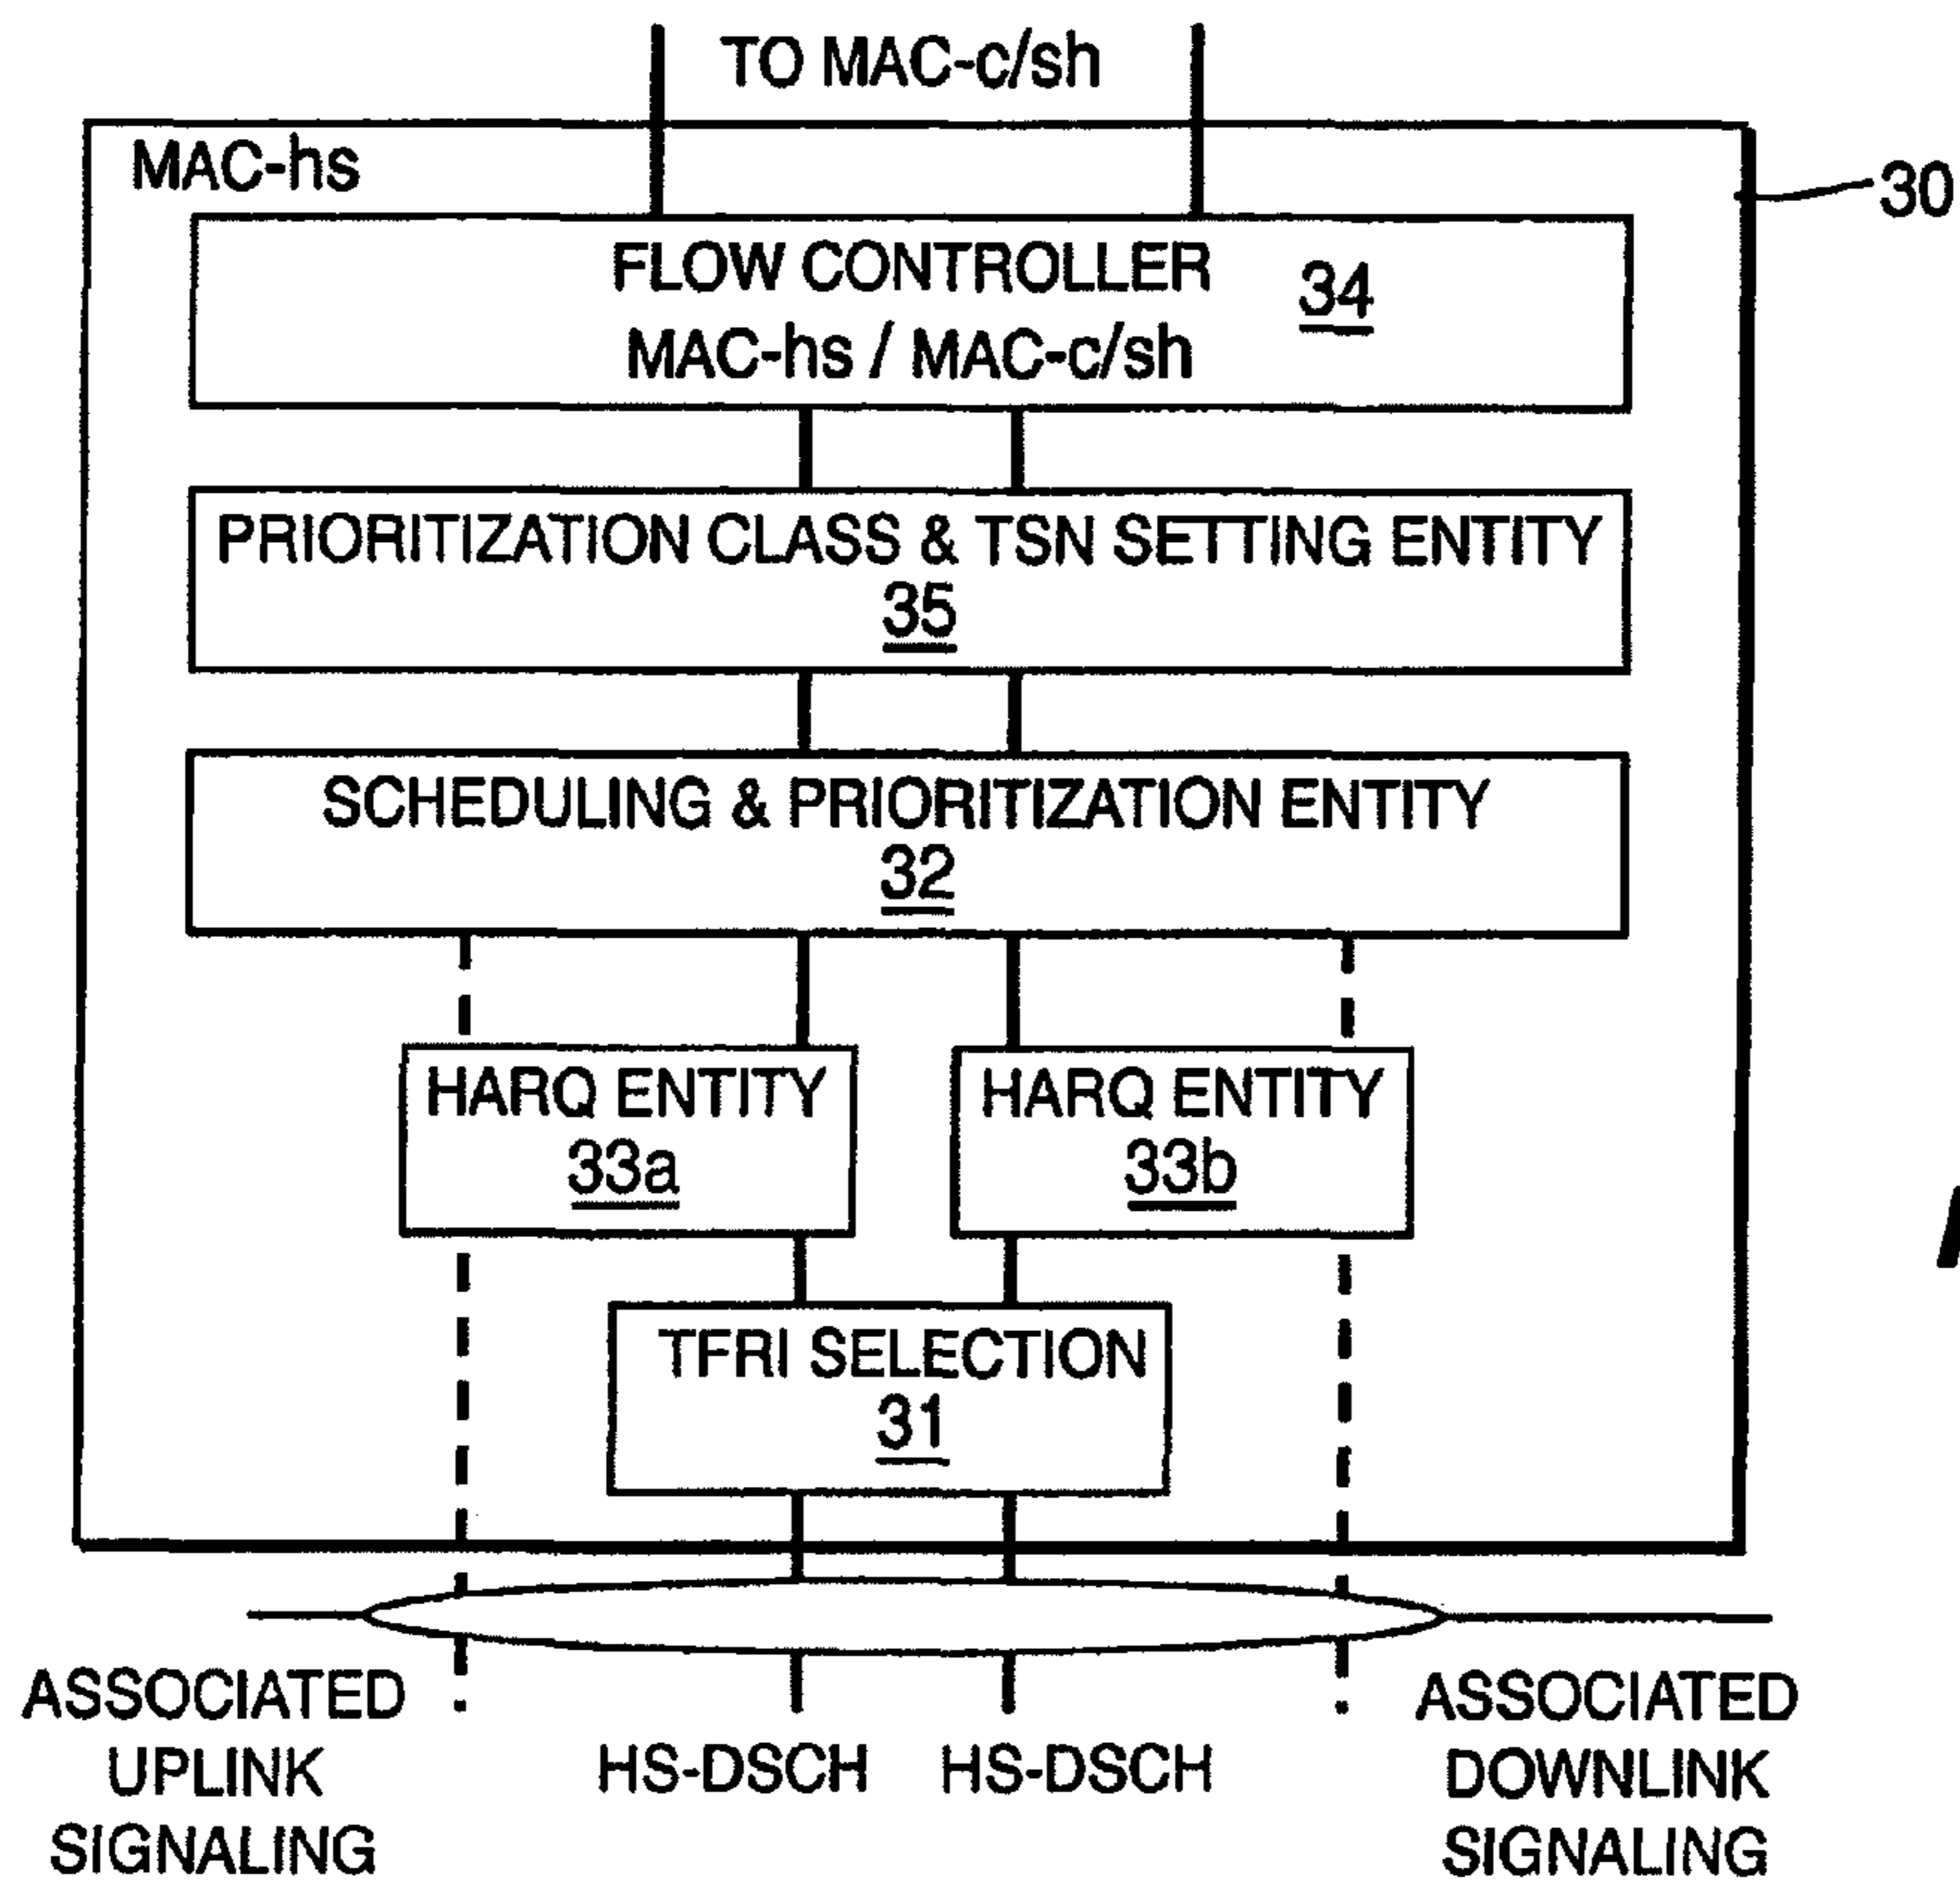 TO MAC-c/sh
MAC-hs
30
FLOW CONTROLLER
34
MAC-hs / MAC-c/sh
PRIORITIZATION CLASS & TSN SETTING ENTITY
35
SCHEDULING & PRIORITIZATION ENTITY
32
HARQ ENTITY
33a
HARQ ENTITY
33b
TFRI SELECTION
31
ASSOCIATED
UPLINK
SIGNALING
HS-DSCH
HS-DSCH
ASSOCIATED
DOWNLINK
SIGNALING